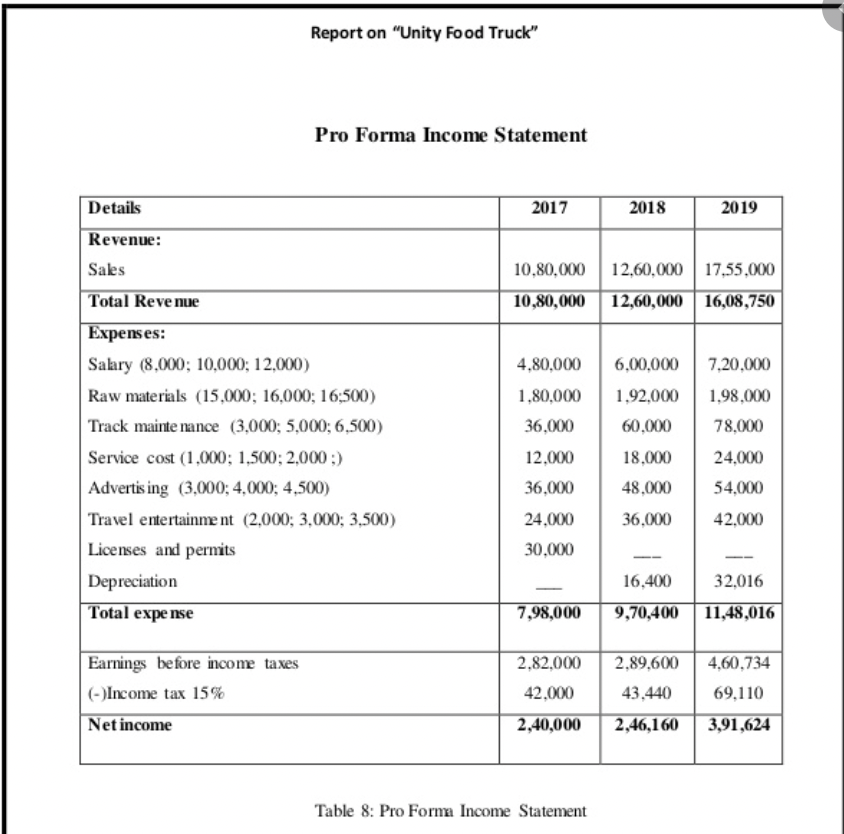 Report on “Unity Food Truck”
Pro Forma Income Statement
Details 2017 2018 2019
Revenue:
Sales 10,80,000 12,60,000 17,55,000
Total Revenue 10,80,000 12,60,000 16,08,750
Expenses:
Salary (8,000; 10,000; 12,000) 4,80,000 6,00,000 7,20,000
Raw materials (15,000; 16,000; 16;500) 1,80,000 1,92,000 1,98,000
Track maintenance (3,000; 5,000; 6,500) 36,000 60,000 78,000
Service cost (1,000; 1,500; 2,000 ;) 12,000 18,000 24,000
Advertising (3,000; 4,000; 4,500) 36,000 48,000 54,000
Travel entertainment (2,000; 3,000; 3,500) 24,000 36,000 42,000
Licenses and permits 30,000 __ __
Depreciation __ 16,400 32,016
Total expense 7,98,000 9,70,400 11,48,016
Earnings before income taxes 2,82,000 2,89,600 4,60,734
(-)Income tax 15% 42,000 43,440 69,110
Net income 2,40,000 2,46,160 3,91,624
Table 8: Pro Forma Income Statement